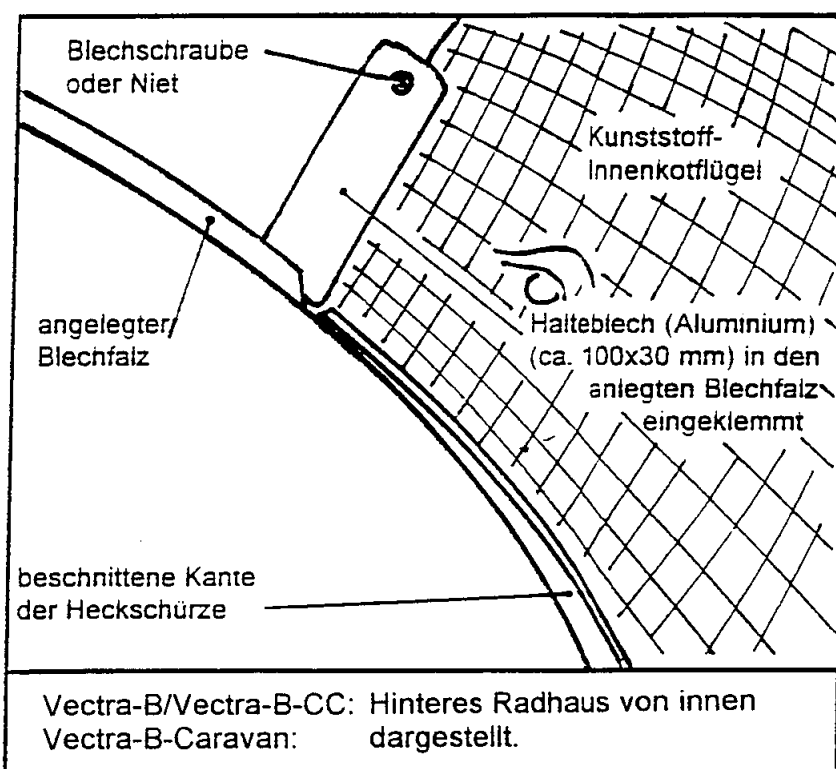 Blechschraube
oder Niet
Kunststoff-
Innenkotflügel
angelegter
Blechfalz
Halteblech (Aluminium)
(ca. 100x30 mm) in den
anlegten Blechfalz
eingeklemmt
beschnittene Kante
der Heckschürze
Vectra-B/Vectra-B-CC: Hinteres Radhaus von innen
Vectra-B-Caravan: dargestellt.